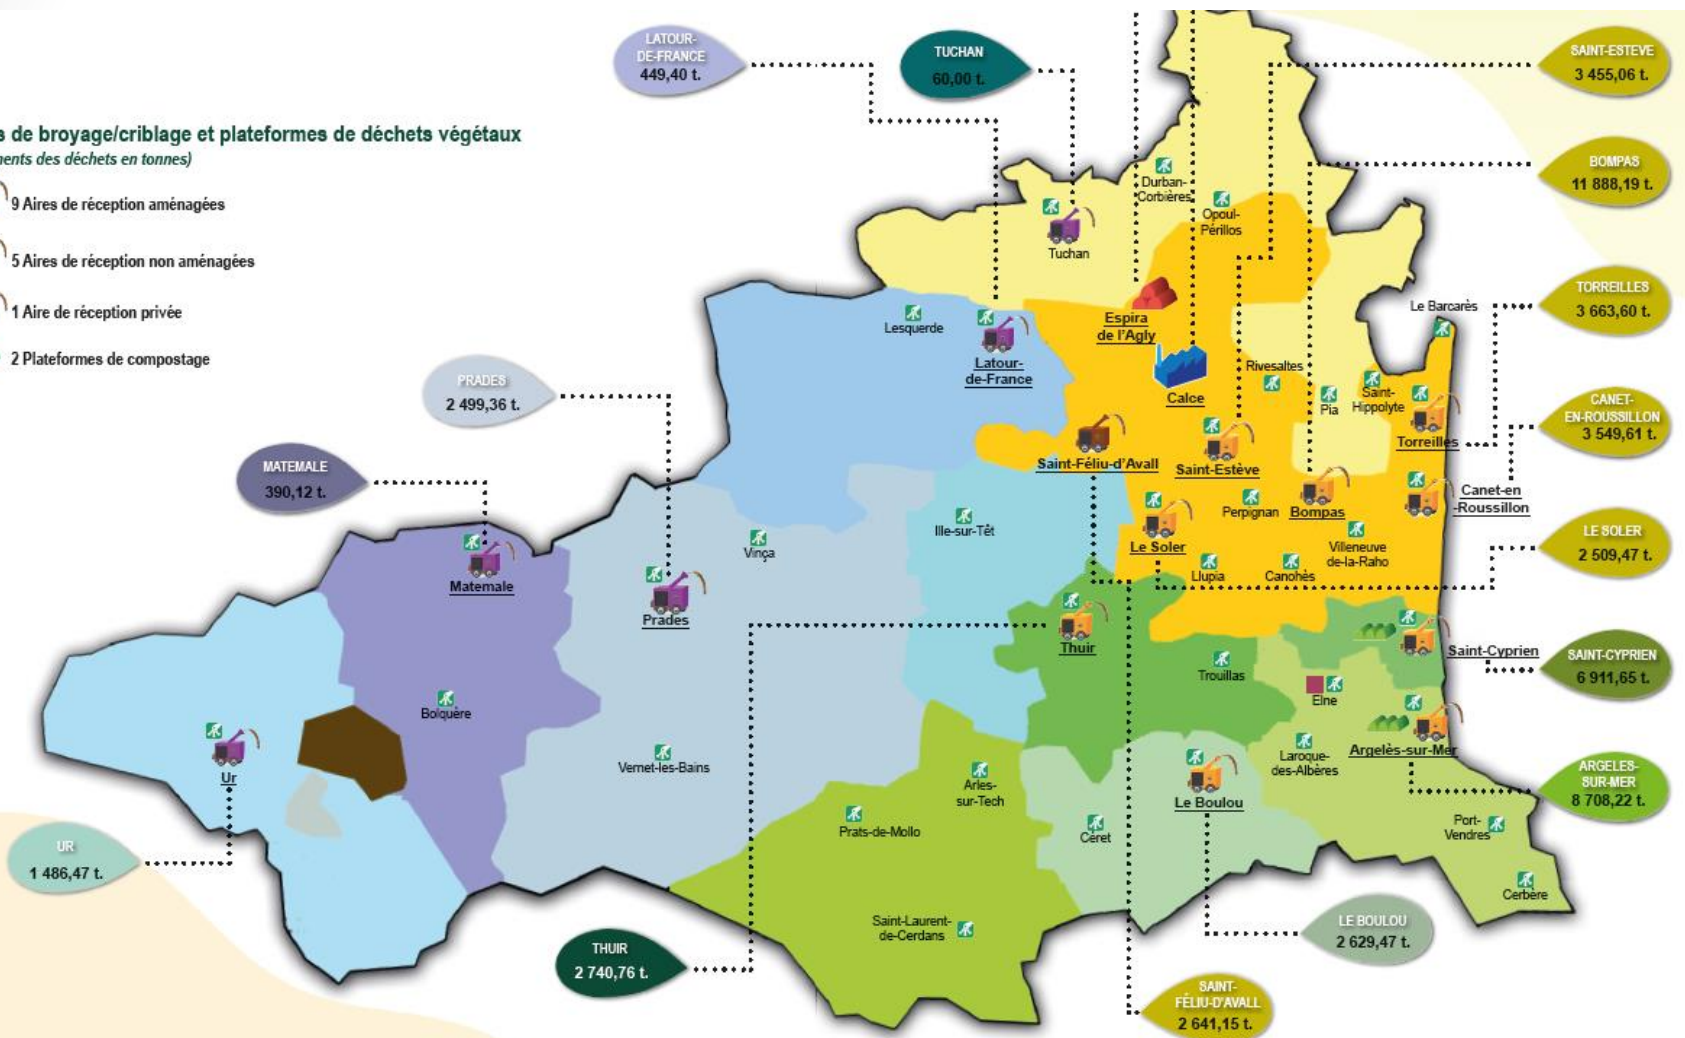 LATOUR-
DE-FRANCE
449,40 t.
TUCHAN
60,00 t.
SAINT-ESTEVE
3 455,06 t.
s de broyage/criblage et plateformes de déchets végétaux
ments des déchets en tonnes)
9 Aires de réception aménagées
5 Aires de réception non aménagées
1 Aire de réception privée
2 Plateformes de compostage
BOMPAS
11 888,19 t.
Durban-
Corbières
Opoul-
Périllos
Tuchan
TORREILLES
3 663,60 t.
Le Barcarès
Lesquerde
Espira
de l'Agly
Latour-
de-France
Rivesaltes
Calce
Pia
Saint-
Hippolyte
Torreilles
PRADES
2 499,36 t.
CANET-
EN-ROUSSILLON
3 549,61 t.
MATEMALE
390,12 t.
Saint-Féliu-d'Avall
Saint-Estève
Canet-en
-Roussillon
Perpignan
Bompas
Ille-sur-Têt
Le Soler
Villeneuve
de-la-Raho
LE SOLER
2 509,47 t.
Vinça
Llupia
Canohès
Matemale
Prades
Thuir
Saint-Cyprien
SAINT-CYPRIEN
6 911,65 t.
Trouillas
Elne
Bolquère
Argelès-sur-Mer
Laroque-
des-Albères
Vernet-les-Bains
Ur
Arles-
sur-Tech
Le Boulou
ARGELES-
SUR-MER
8 708,22 t.
Prats-de-Mollo
Céret
Port-
Vendres
UR
1 486,47 t.
Cerbère
Saint-Laurent-
de-Cerdans
LE BOULOU
2 629,47 t.
THUIR
2 740,76 t.
SAINT-
FÉLIU-D'AVALL
2 641,15 t.